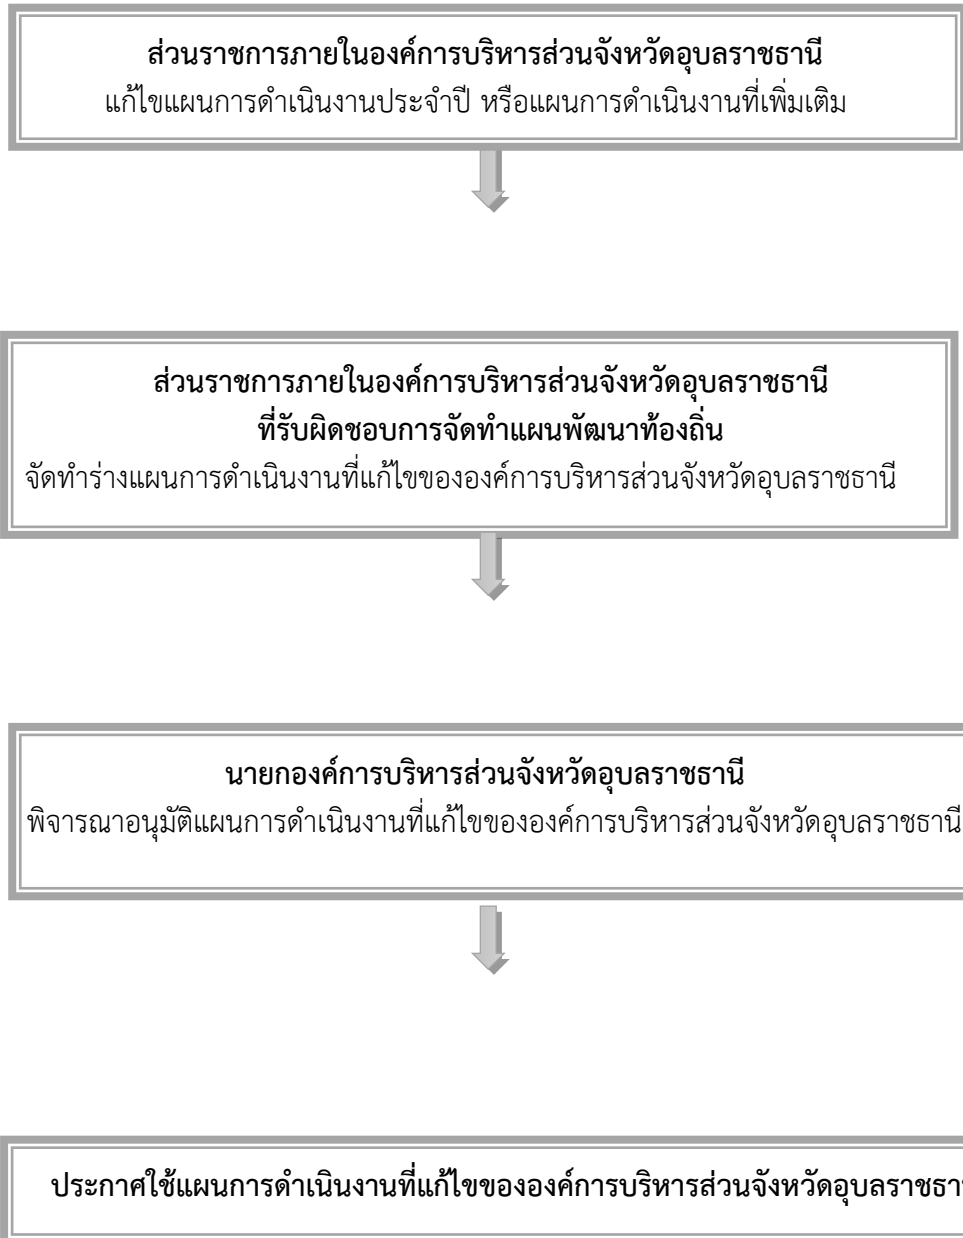 ส่วนราชการภายในองค์การบริหารส่วนจังหวัดอุบลราชธานี
แก้ไขแผนการดำเนินงานประจำปี หรือแผนการดำเนินงานที่เพิ่มเติม
ส่วนราชการภายในองค์การบริหารส่วนจังหวัดอุบลราชธานี
ที่รับผิดชอบการจัดทำแผนพัฒนาท้องถิ่น
จัดทำร่างแผนการดำเนินงานที่แก้ไขขององค์การบริหารส่วนจังหวัดอุบลราชธานี
นายกองค์การบริหารส่วนจังหวัดอุบลราชธานี
พิจารณาอนุมัติแผนการดำเนินงานที่แก้ไขขององค์การบริหารส่วนจังหวัดอุบลราชธานี
ประกาศใช้แผนการดำเนินงานที่แก้ไขขององค์การบริหารส่วนจังหวัดอุบลราชธา